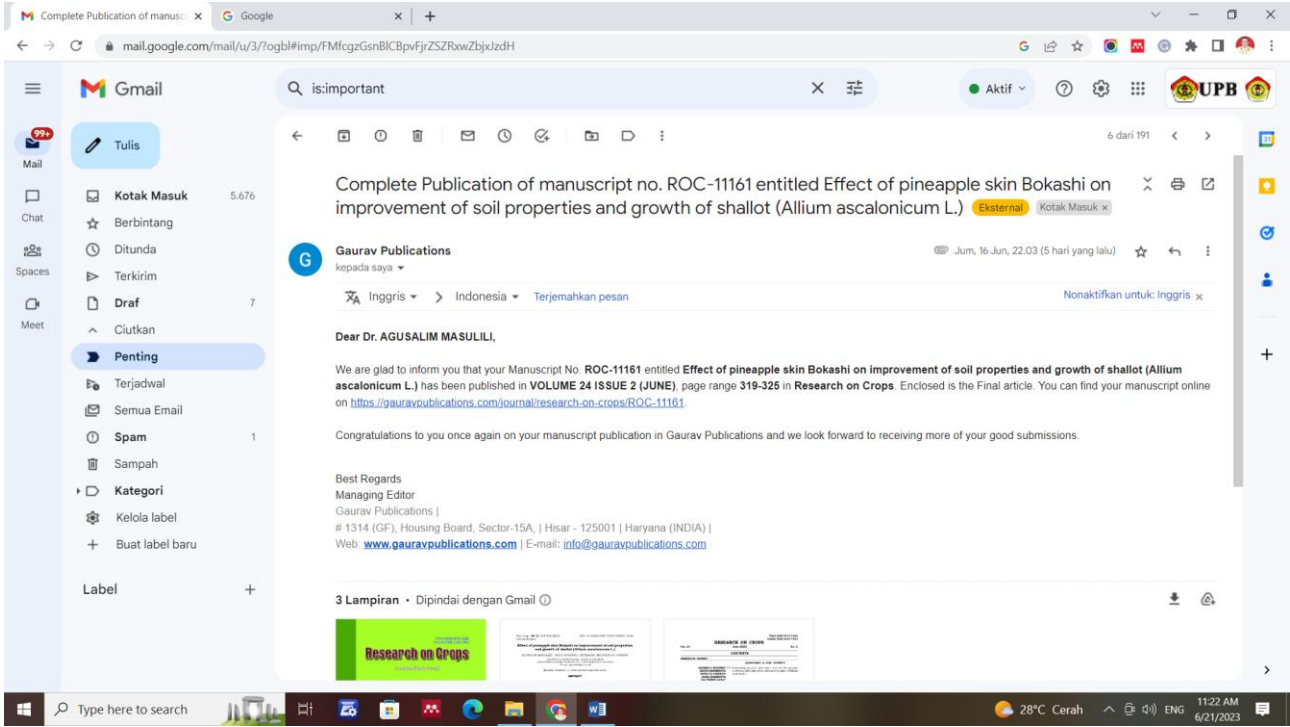 Complete Publication of manusc
Google
mail.google.com/mail/u/3/?ogbl#imp/FMfcgzGsnBlCBpvFjrZSZRxwZbjxJzdH
Gmail
is:important
Aktif
UPB
99+
Mail
Chat
Spaces
Meet
Tulis
Kotak Masuk 5.676
Berbintang
Ditunda
Terkirim
Draf 7
Ciutkan
Penting
Terjadwal
Semua Email
Spam 1
Sampah
Kategori
Kelola label
Buat label baru
Label
6 dari 191
Complete Publication of manuscript no. ROC-11161 entitled Effect of pineapple skin Bokashi on
improvement of soil properties and growth of shallot (Allium ascalonicum L.) Eksternal Kotak Masuk ×
G
Gaurav Publications
Jum, 16 Jun, 22.03 (5 hari yang lalu)
kepada saya
Inggris > Indonesia Terjemahkan pesan Nonaktifkan untuk: Inggris ×
Dear Dr. AGUSALIM MASULILI,
We are glad to inform you that your Manuscript No. ROC-11161 entitled Effect of pineapple skin Bokashi on improvement of soil properties and growth of shallot (Allium
ascalonicum L.) has been published in VOLUME 24 ISSUE 2 (JUNE), page range 319-325 in Research on Crops. Enclosed is the Final article. You can find your manuscript online
on https://gauravpublications.com/journal/research-on-crops/ROC-11161.
Congratulations to you once again on your manuscript publication in Gaurav Publications and we look forward to receiving more of your good submissions.
Best Regards
Managing Editor
Gaurav Publications |
# 1314 (GF), Housing Board, Sector-15A, | Hisar - 125001 | Haryana (INDIA) |
Web: www.gauravpublications.com | E-mail: info@gauravpublications.com
3 Lampiran • Dipindai dengan Gmail
Research on Crops
RESEARCH ON CROPS
CONTENTS
31
Type here to search
28°C Cerah
ENG
11:22 AM
6/21/2023